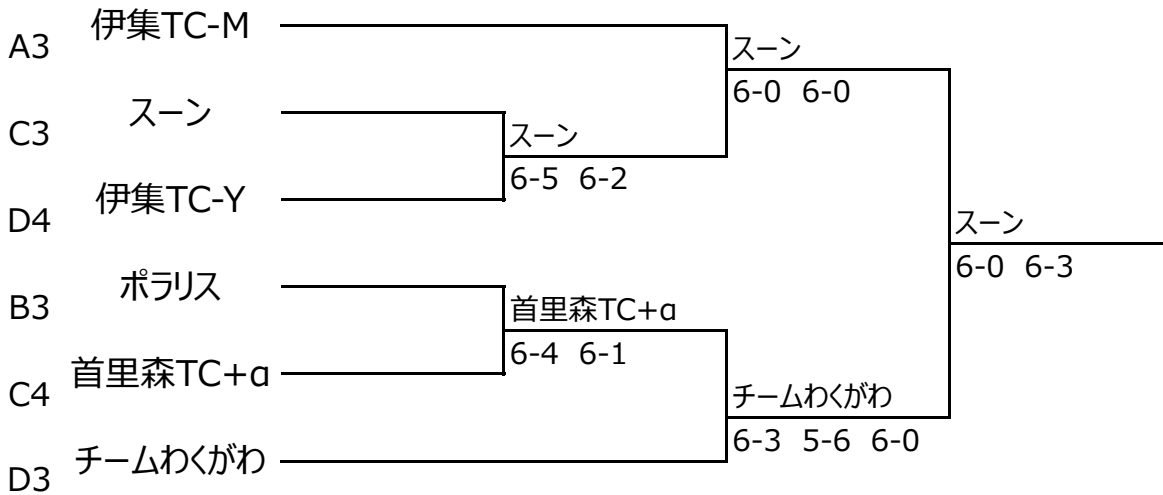 A3 伊集TC-M
C3 スーン
D4 伊集TC-Y
B3 ポラリス
C4 首里森TC+α
D3 チームわくがわ
スーン
6-5 6-2
首里森TC+α
6-4 6-1
スーン
6-0 6-0
チームわくがわ
6-3 5-6 6-0
スーン
6-0 6-3